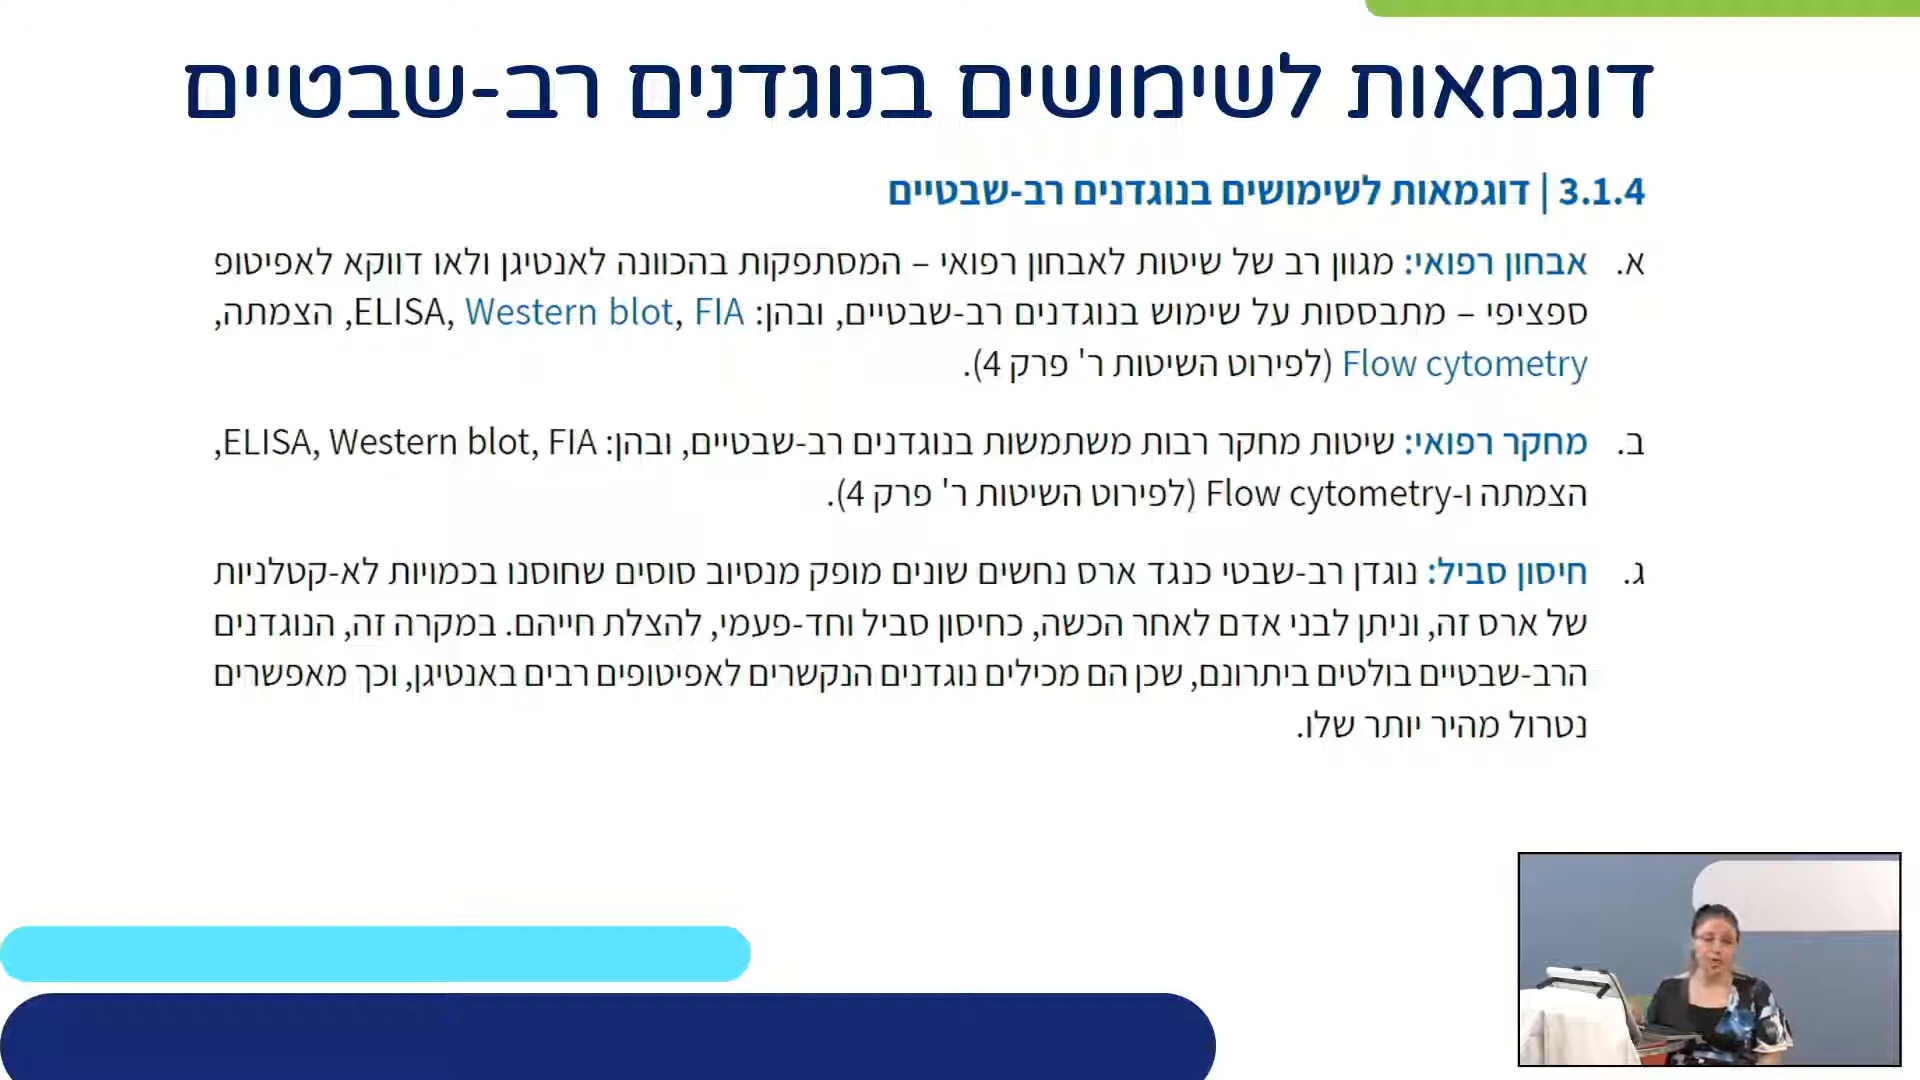 דוגמאות לשימושים בנוגדנים רב-שבטיים
3.1.4 | דוגמאות לשימושים בנוגדנים רב-שבטיים
א. אבחון רפואי: מגוון רב של שיטות לאבחון רפואי – המסתפקות בהכוונה לאנטיגן ולאו דווקא לאפיטופ
ספציפי – מתבססות על שימוש בנוגדנים רב-שבטיים, ובהן: ELISA, Western blot, FIA, הצמתה,
Flow cytometry (לפירוט השיטות ר' פרק 4).
ב. מחקר רפואי: שיטות מחקר רבות משתמשות בנוגדנים רב-שבטיים, ובהן: ELISA, Western blot, FIA,
הצמתה ו-Flow cytometry (לפירוט השיטות ר' פרק 4).
ג. חיסון סביל: נוגדן רב-שבטי כנגד ארס נחשים שונים מופק מנסיוב סוסים שחוסנו בכמויות לא-קטלניות
של ארס זה, וניתן לבני אדם לאחר הכשה, כחיסון סביל וחד-פעמי, להצלת חייהם. במקרה זה, הנוגדנים
הרב-שבטיים בולטים ביתרונם, שכן הם מכילים נוגדנים הנקשרים לאפיטופים רבים באנטיגן, וכך מאפשרים
נטרול מהיר יותר שלו.